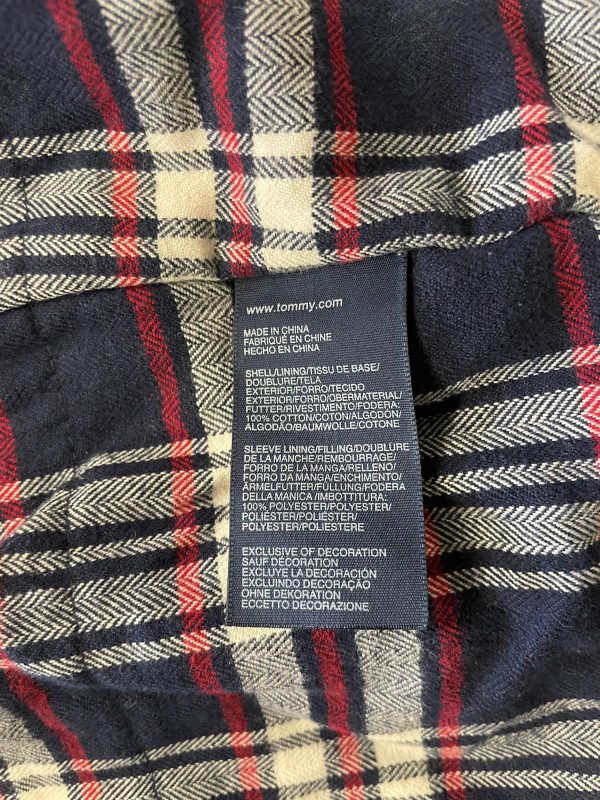 www.tommy.com
MADE IN CHINA
FABRIQUÉ EN CHINE
HECHO EN CHINA
SHELL/LINING/TISSU DE BASE/
DOUBLURE/TELA
EXTERIOR/FORRO/TECIDO
EXTERIOR/FORRO/OBERMATERIAL/
FUTTER/RIVESTIMENTO/FODERA:
100% COTTON/COTON/ALGODÓN/
ALGODÃO/BAUMWOLLE/COTONE
SLEEVE LINING/FILLING/DOUBLURE
DE LA MANCHE/REMBOURRAGE/
FORRO DE LA MANGA/RELLENO/
FORRO DA MANGA/ENCHIMENTO/
ÄRMELFUTTER/FÜLLUNG/FODERA
DELLA MANICA /IMBOTTITURA:
100% POLYESTER/POLYESTER/
POLIÉSTER/POLIÉSTER/
POLYESTER/POLIESTERE
EXCLUSIVE OF DECORATION
SAUF DÉCORATION
EXCLUYE LA DECORACIÓN
EXCLUINDO DECORAÇÃO
OHNE DEKORATION
ECCETTO DECORAZIONE